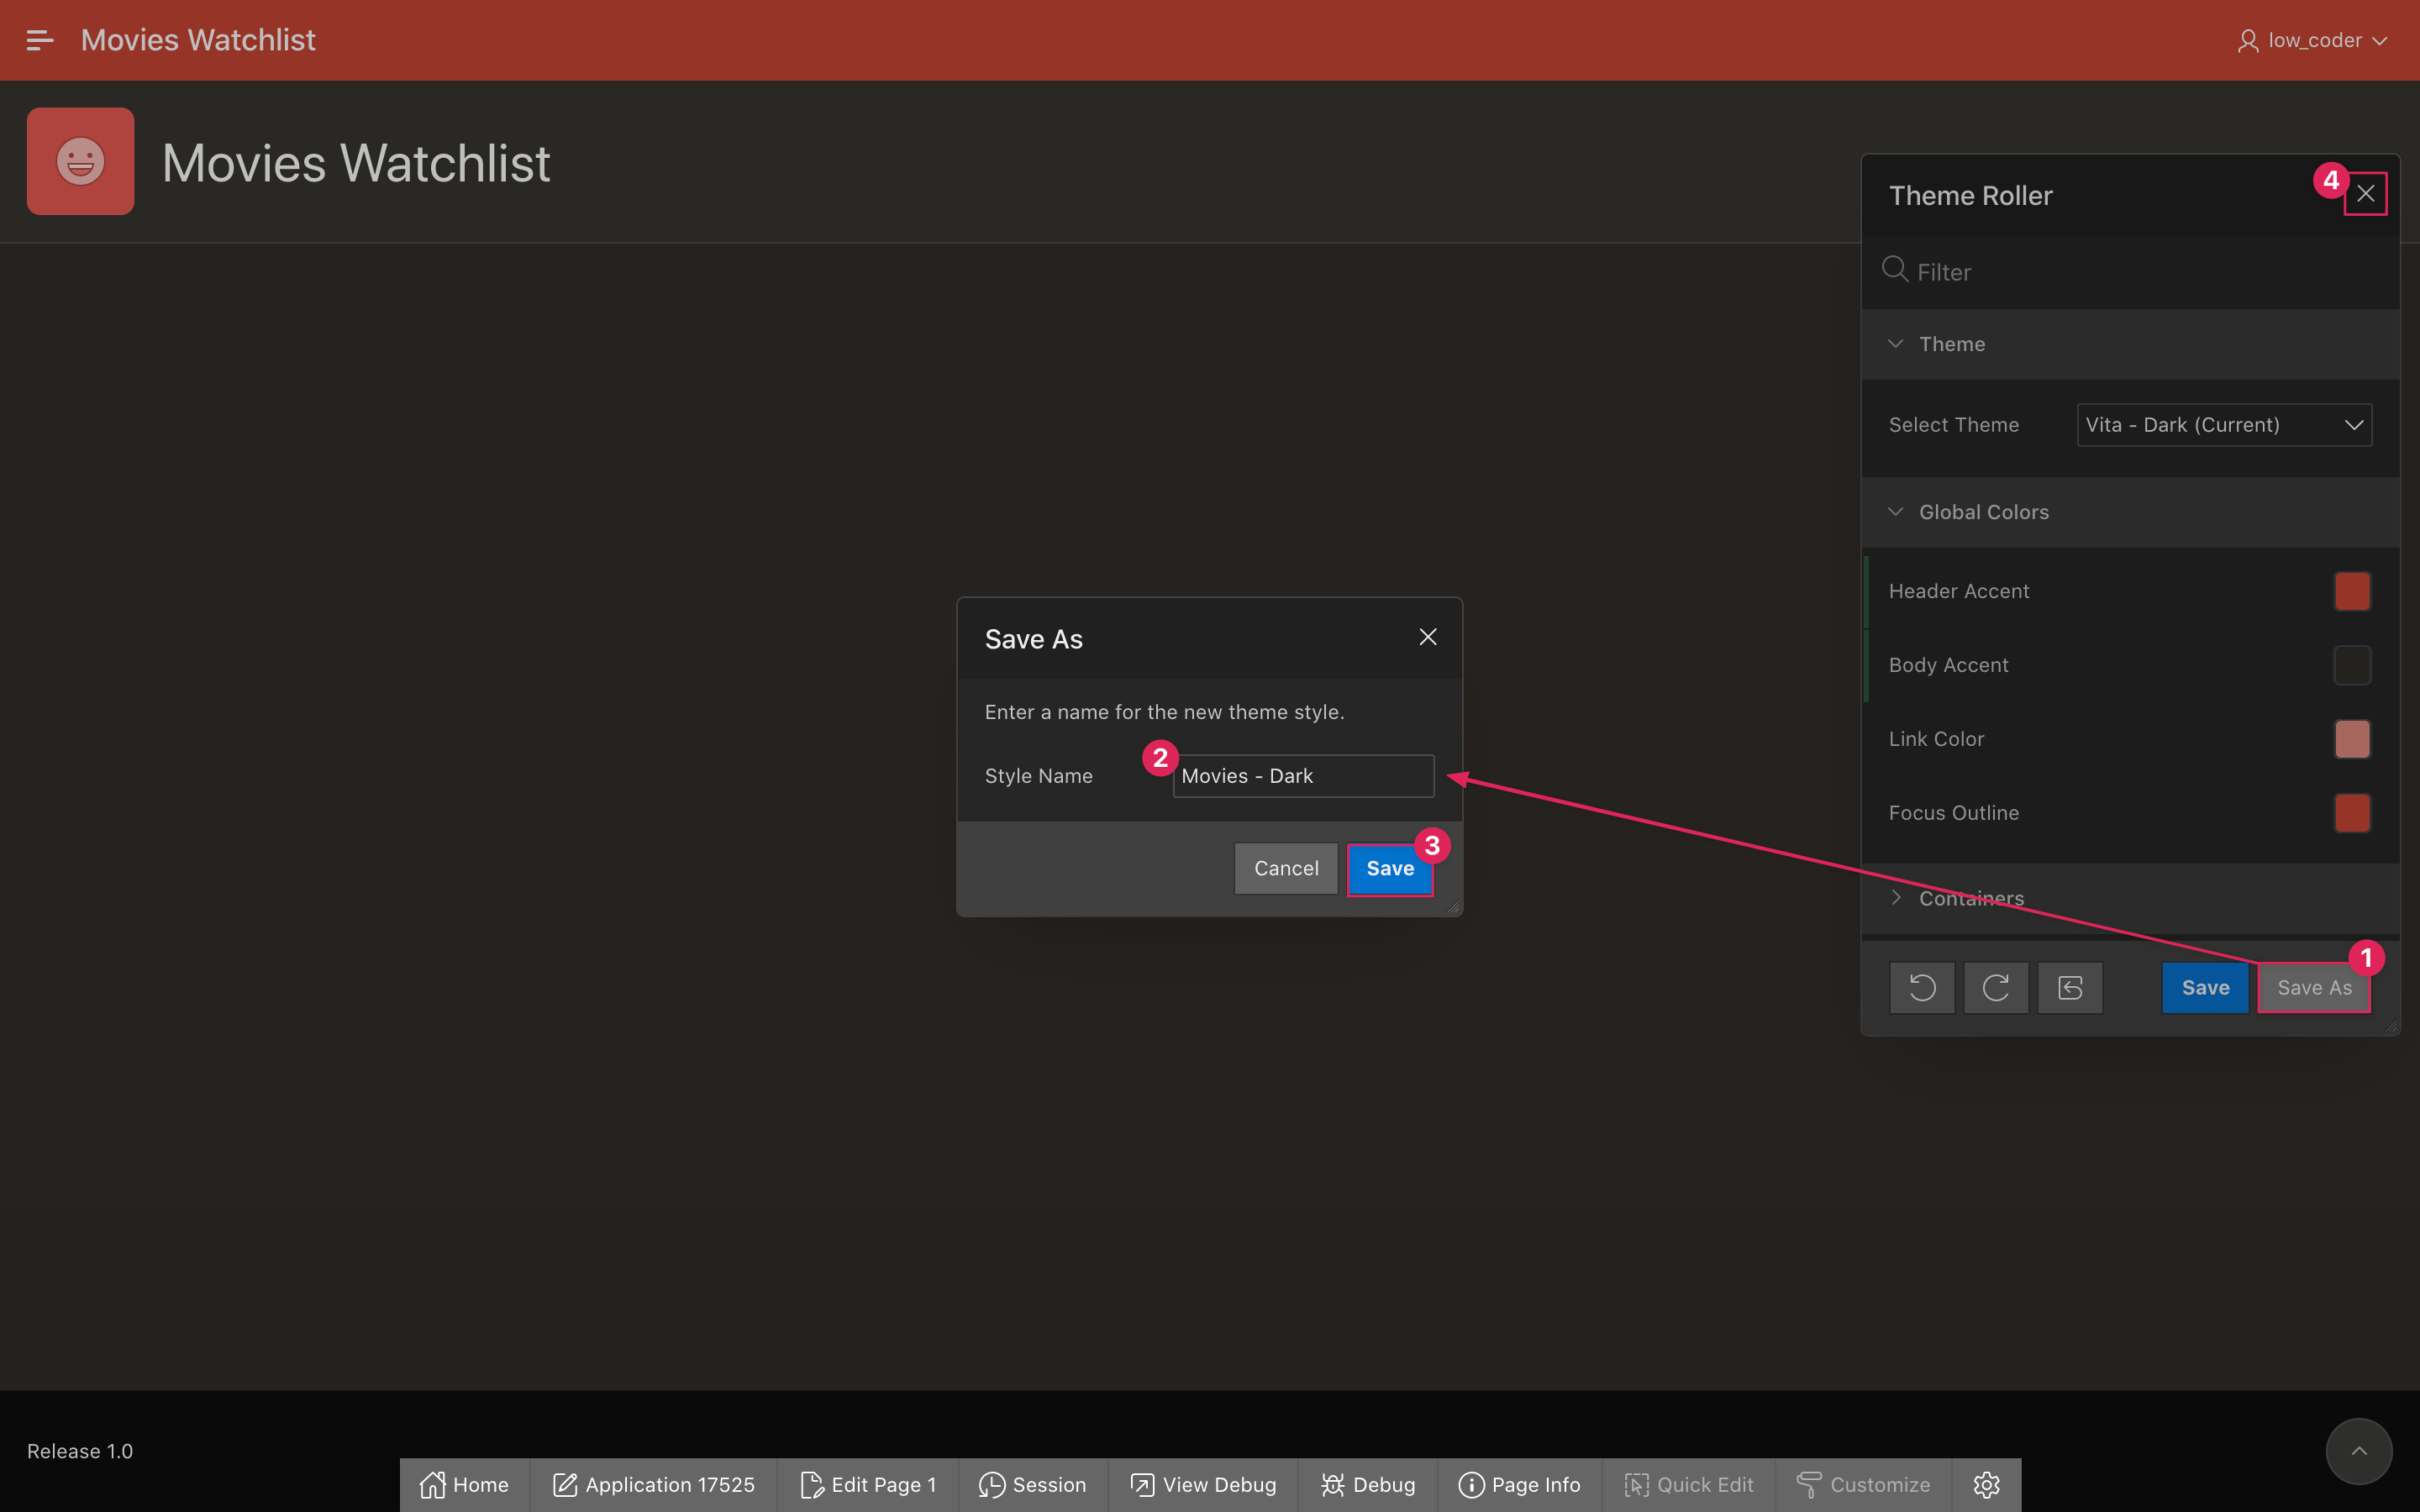 Movies Watchlist
low_coder
Movies Watchlist
Theme Roller
4
Filter
Theme
Select Theme
Vita - Dark (Current)
Global Colors
Header Accent
Body Accent
Link Color
Focus Outline
Containers
Save
Save As
1
Save As
Enter a name for the new theme style.
Style Name
2
Movies - Dark
Cancel
Save
3
Release 1.0
Home
Application 17525
Edit Page 1
Session
View Debug
Debug
Page Info
Quick Edit
Customize